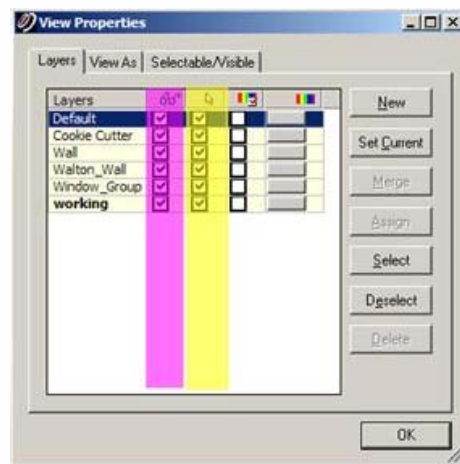 View Properties
Layers View As Selectable/Visible
Layers
Default
Cookie Cutter
Wall
Walton_Wall
Window_Group
working
New
Set Current
Merge
Assign
Select
Deselect
Delete
OK